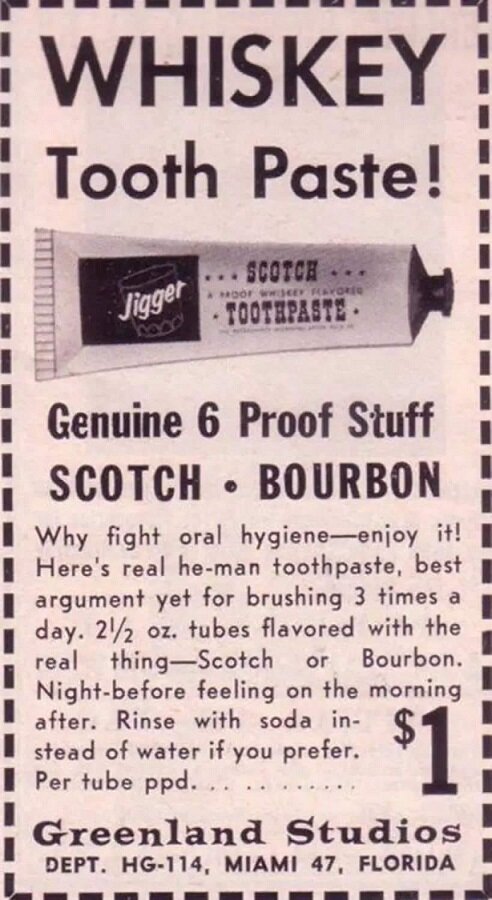 WHISKEY
Tooth Paste!
Jigger
... SCOTCH ...
A PROOF WHISKEY FLAVORED
· TOOTHPASTE ·
Genuine 6 Proof Stuff
SCOTCH • BOURBON
Why fight oral hygiene—enjoy it!
Here's real he-man toothpaste, best
argument yet for brushing 3 times a
day. 2½ oz. tubes flavored with the
real thing—Scotch or Bourbon.
Night-before feeling on the morning
after. Rinse with soda in-
stead of water if you prefer.
Per tube ppd. . . . . . . . . . . . .
$1
Greenland Studios
DEPT. HG-114, MIAMI 47, FLORIDA